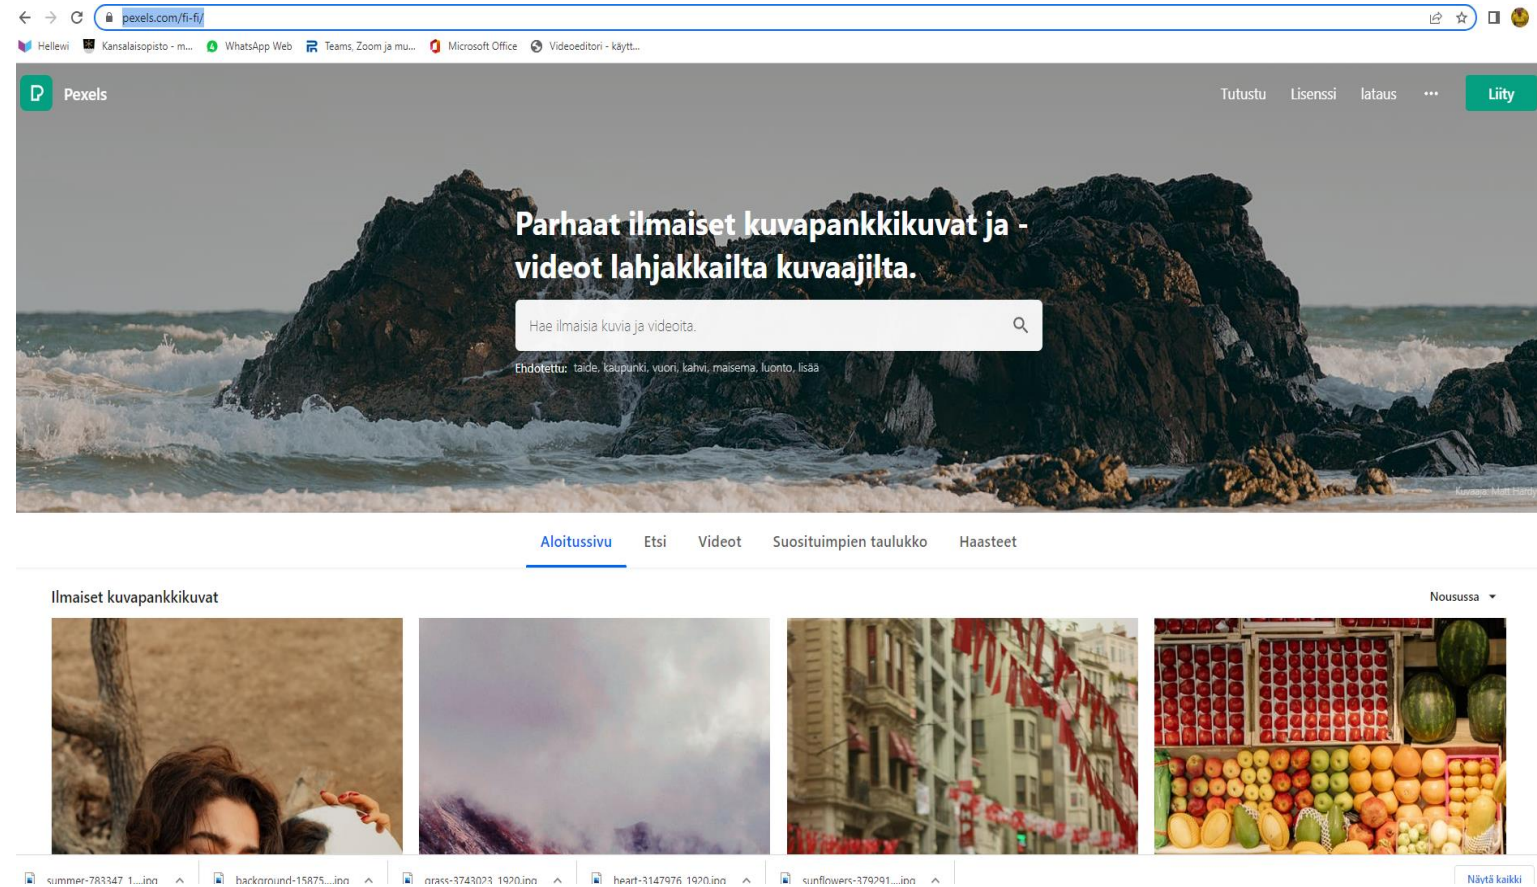 pexels.com/fi-fi/
Hellewi
Kansalaisopisto - m...
WhatsApp Web
Teams, Zoom ja mu...
Microsoft Office
Videoeditori - käytt...
Pexels
Tutustu
Lisenssi
lataus
Liity
Parhaat ilmaiset kuvapankkikuvat ja -
videot lahjakkailta kuvaajilta.
Hae ilmaisia kuvia ja videoita.
Ehdotettu: taide, kaupunki, vuori, kahvi, maisema, luonto, lisää
Kuvaaja: Matt Hardy
Aloitussivu
Etsi
Videot
Suosituimpien taulukko
Haasteet
Ilmaiset kuvapankkikuvat
Nousussa
summer-783347_1....jpg
background-15875....jpg
grass-3743023_1920.jpg
heart-3147976_1920.jpg
sunflowers-379291....jpg
Näytä kaikki